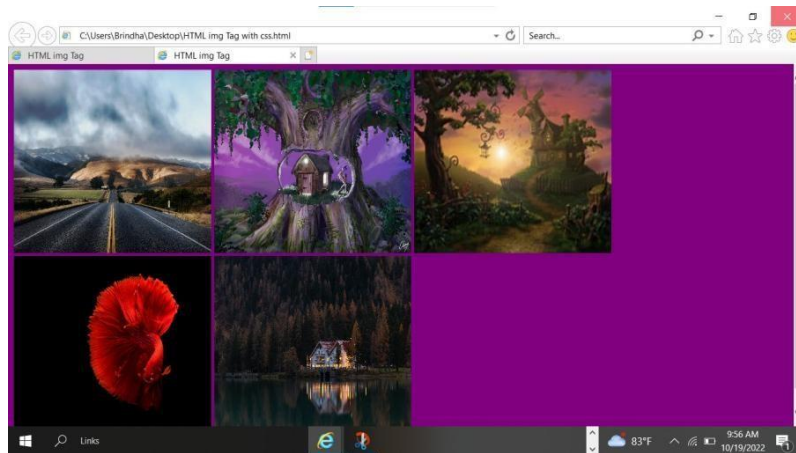 C:\Users\Brindha\Desktop\HTML img Tag with css.html
Search...
HTML img Tag
HTML img Tag
Links
83°F
9:56 AM
10/19/2022
1